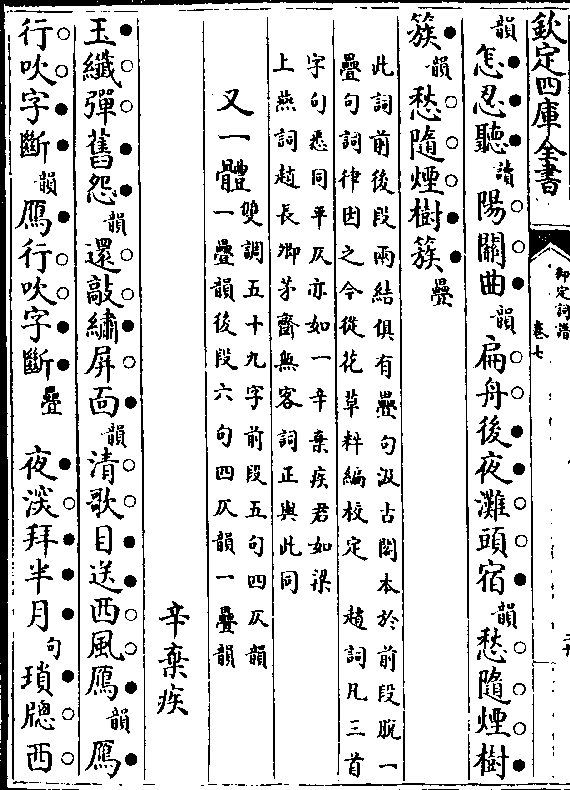 欽定四庫全書
御定詞譜
卷七
韻怎忍聽讀陽關曲韻扁舟後夜灘頭宿韻愁隨煙樹
簇韻愁隨煙樹簇疊
此詞前後段兩結俱有疊句汲古閣本於前段脫一
疊句詞律因之今從花草粹編校定　趙詞凡三首
字句悉同平仄亦如一辛棄疾君如梁
上燕詞趙長卿茅齋無客詞正與此同
又一體雙調五十九字前段五句四仄韻
一疊韻後段六句四仄韻一疊韻
辛棄疾
玉纖彈舊怨韻還敲繡屏面韻清歌目送西風鴈韻鴈
行吹字斷韻鴈行吹字斷疊　夜深拜半月句瑣牕西